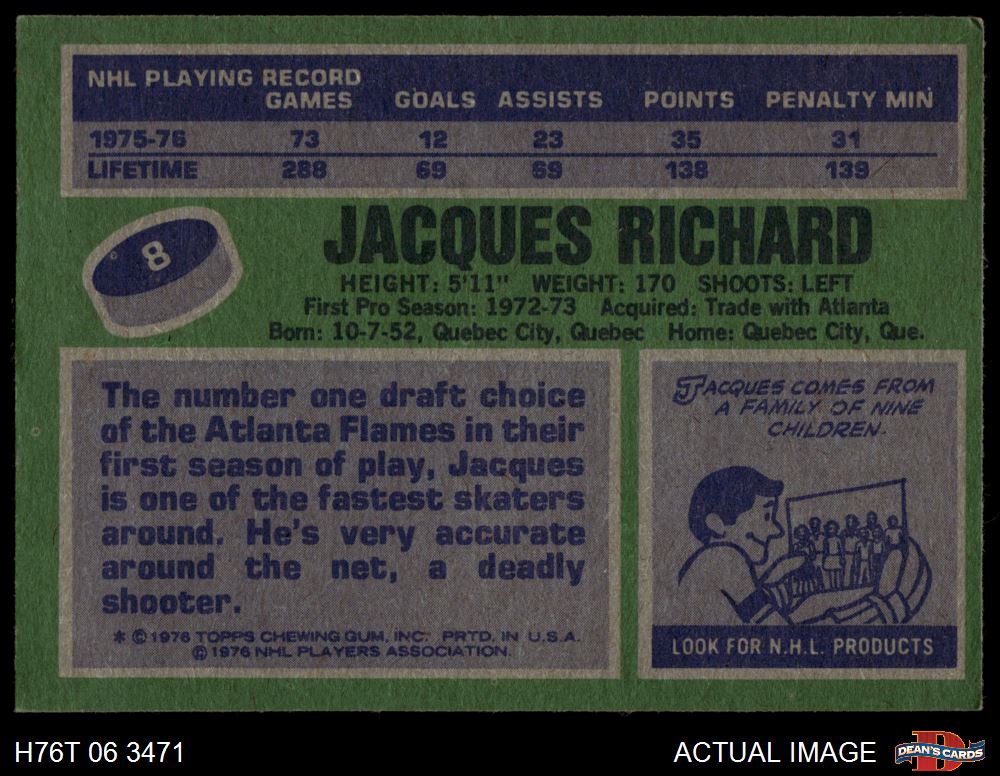 NHL PLAYING RECORD
GAMES GOALS ASSISTS POINTS PENALTY MIN
1975-76 73 12 23 35 31
LIFETIME 288 69 69 138 139
8
JACQUES RICHARD
HEIGHT: 5'11" WEIGHT: 170 SHOOTS: LEFT
First Pro Season: 1972-73 Acquired: Trade with Atlanta
Born: 10-7-52, Quebec City, Quebec Home: Quebec City, Que.
The number one draft choice
of the Atlanta Flames in their
first season of play, Jacques
is one of the fastest skaters
around. He's very accurate
around the net, a deadly
shooter.
* © 1976 TOPPS CHEWING GUM, INC. PRTD. IN U.S.A.
© 1976 NHL PLAYERS ASSOCIATION.
JACQUES COMES FROM
A FAMILY OF NINE
CHILDREN.
LOOK FOR N.H.L. PRODUCTS
H76T 06 3471 ACTUAL IMAGE
D
DEAN'S CARDS